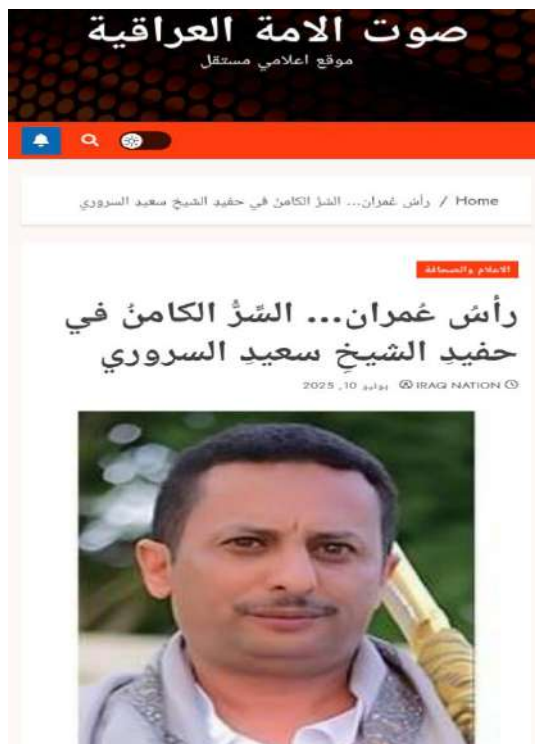 صوت الامة العراقية
موقع اعلامي مستقل
Home / رأسُ عُمران... السِّرُّ الكامنُ في حفيدِ الشيخِ سعيدِ السروري
الاعلام والصحافة
رأسُ عُمران... السِّرُّ الكامنُ في
حفيدِ الشيخِ سعيدِ السروري
IRAQ NATION يوليو 10, 2025